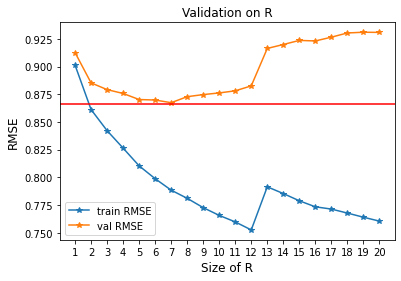 Validation on R
RMSE
0.925
0.900
0.875
0.850
0.825
0.800
0.775
0.750
train RMSE
val RMSE
1 2 3 4 5 6 7 8 9 10 11 12 13 14 15 16 17 18 19 20
Size of R